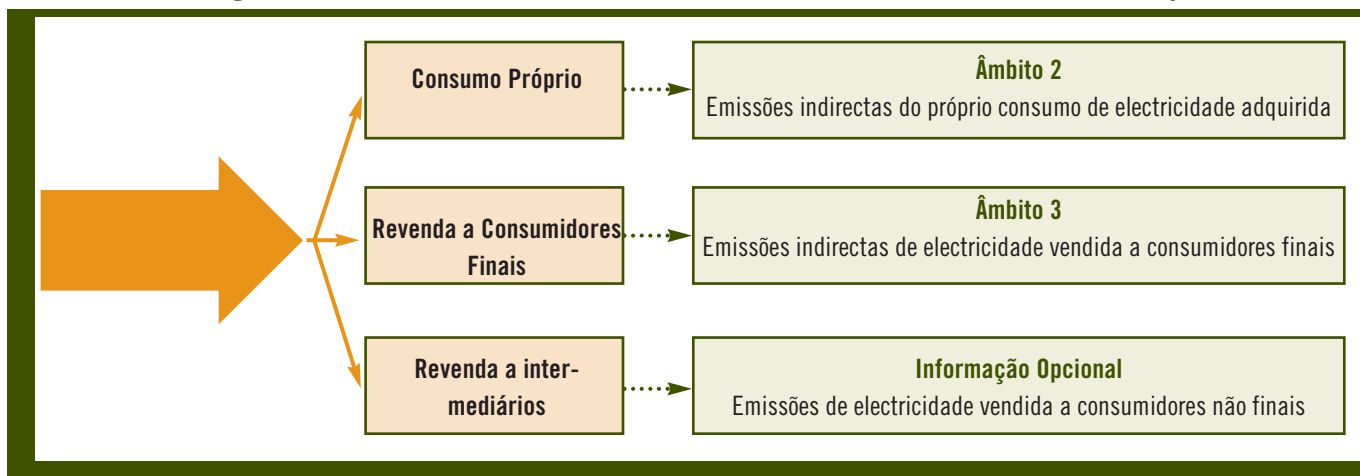 Consumo Próprio
Âmbito 2
Emissões indirectas do próprio consumo de electricidade adquirida
Revenda a Consumidores
Finais
Âmbito 3
Emissões indirectas de electricidade vendida a consumidores finais
Revenda a inter-
mediários
Informação Opcional
Emissões de electricidade vendida a consumidores não finais